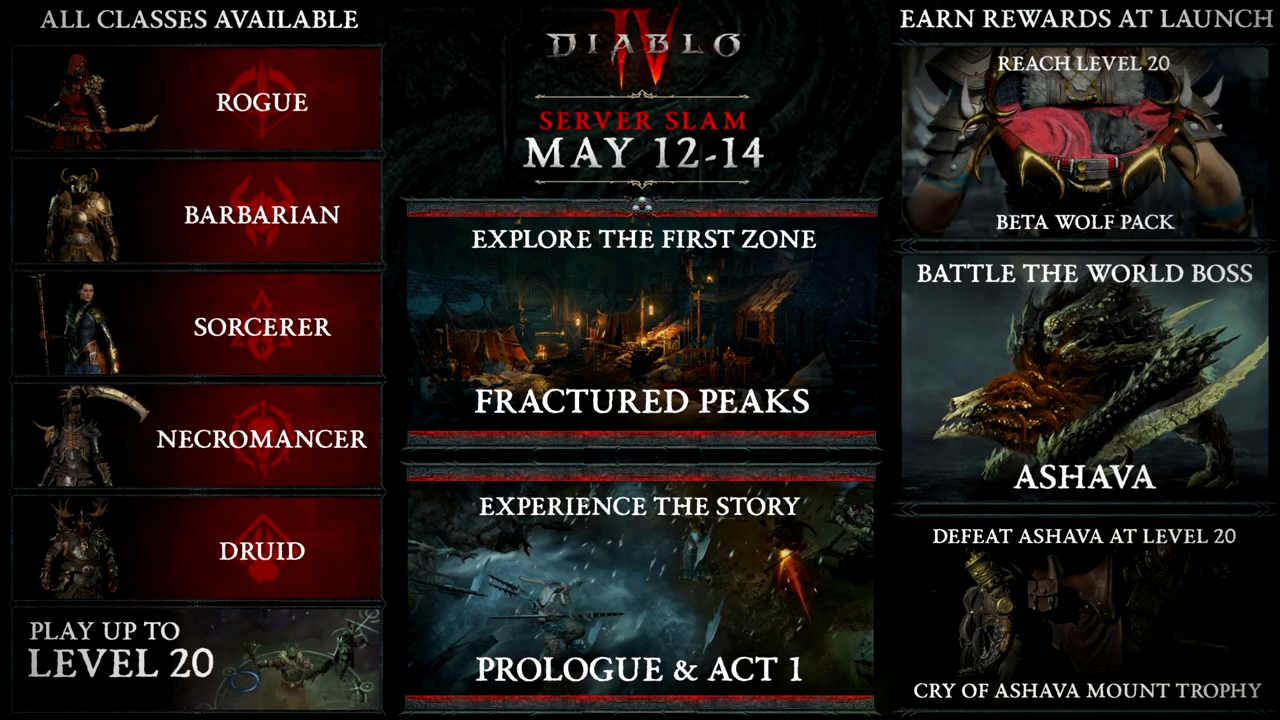 ALL CLASSES AVAILABLE
ROGUE
BARBARIAN
SORCERER
NECROMANCER
DRUID
PLAY UP TO
LEVEL 20
DIABLO
IV
SERVER SLAM
MAY 12-14
EXPLORE THE FIRST ZONE
FRACTURED PEAKS
EXPERIENCE THE STORY
PROLOGUE & ACT 1
EARN REWARDS AT LAUNCH
REACH LEVEL 20
BETA WOLF PACK
BATTLE THE WORLD BOSS
ASHAVA
DEFEAT ASHAVA AT LEVEL 20
CRY OF ASHAVA MOUNT TROPHY